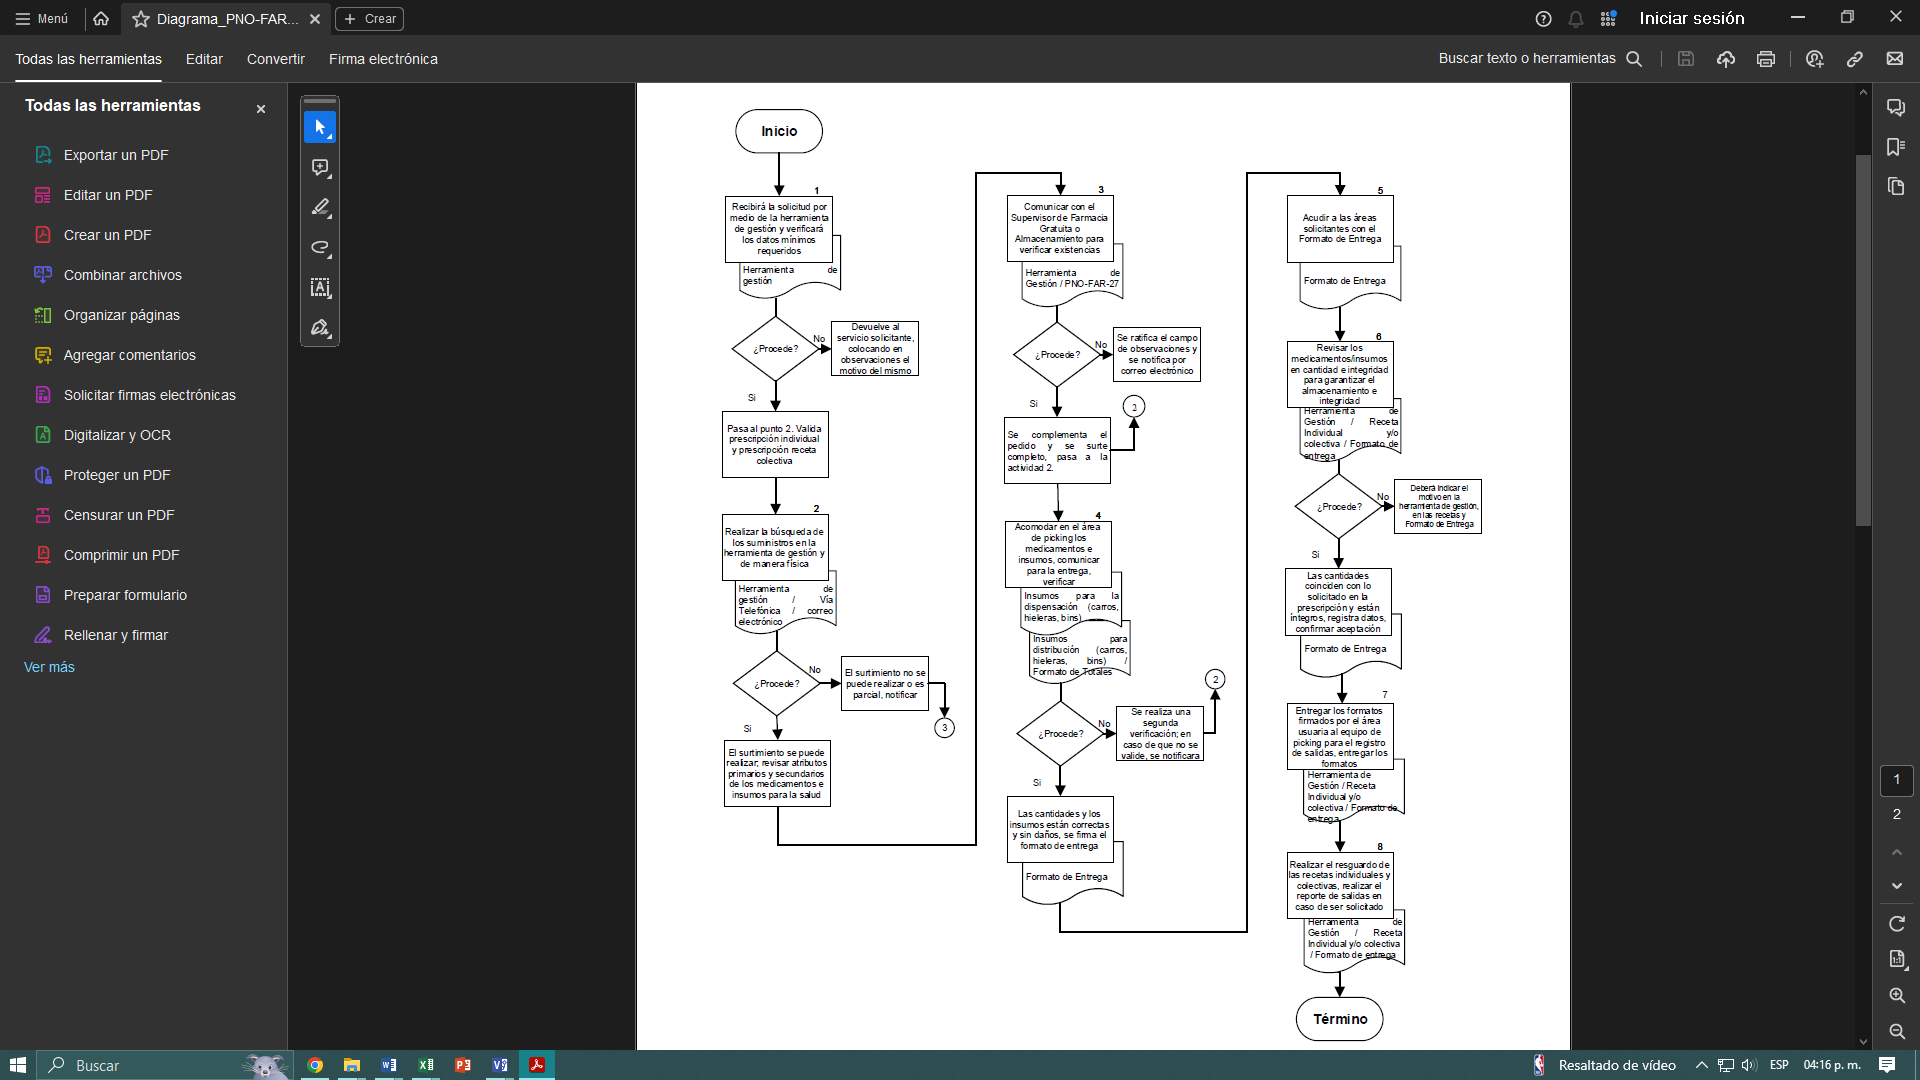 Menú
Diagrama_PNO-FAR...
Crear
Iniciar sesión
Todas las herramientas
Editar
Convertir
Firma electrónica
Buscar texto o herramientas
Todas las herramientas
Exportar un PDF
Editar un PDF
Crear un PDF
Combinar archivos
Organizar páginas
Agregar comentarios
Solicitar firmas electrónicas
Digitalizar y OCR
Proteger un PDF
Censurar un PDF
Comprimir un PDF
Preparar formulario
Rellenar y firmar
Ver más
Inicio
1
Recibirá la solicitud por
medio de la herramienta
de gestión y verificará
los datos mínimos
requeridos
Herramienta de
gestión
¿Procede?
No
Devuelve al
servicio solicitante,
colocando en
observaciones el
motivo del mismo
Si
Pasa al punto 2. Valida
prescripción individual
y prescripción receta
colectiva
2
Realizar la búsqueda de
los suministros en la
herramienta de gestión y
de manera física
Herramienta de
gestión / Vía
Telefónica / correo
electrónico
¿Procede?
No
El surtimiento no se
puede realizar o es
parcial, notificar
3
Si
El surtimiento se puede
realizar; revisar atributos
primarios y secundarios
de los medicamentos e
insumos para la salud
3
Comunicar con el
Supervisor de Farmacia
Gratuita o
Almacenamiento para
verificar existencias
Herramienta de
Gestión / PNO-FAR-27
¿Procede?
No
Se ratifica el campo
de observaciones y
se notifica por
correo electrónico
Si
2
Se complementa el
pedido y se surte
completo, pasa a la
actividad 2.
4
Acomodar en el área
de picking los
medicamentos e
insumos, comunicar
para la entrega,
verificar
Insumos para la
dispensación (carros,
hieleras, bins)
Insumos para
distribución (carros,
hieleras, bins) /
Formato de Totales
¿Procede?
No
Se realiza una
segunda
verificación; en
caso de que no se
valide, se notificara
2
Si
Las cantidades y los
insumos están correctas
y sin daños, se firma el
formato de entrega
Formato de Entrega
5
Acudir a las áreas
solicitantes con el
Formato de Entrega
Formato de Entrega
6
Revisar los
medicamentos/insumos
en cantidad e integridad
para garantizar el
almacenamiento e
integridad
Herramienta de
Gestión / Receta
Individual y/o
colectiva / Formato de
entrega
¿Procede?
No
Deberá indicar el
motivo en la
herramienta de gestión,
en las recetas y
Formato de Entrega
Si
Las cantidades
coinciden con lo
solicitado en la
prescripción y están
íntegros, registra datos,
confirmar aceptación
Formato de Entrega
7
Entregar los formatos
firmados por el área
usuaria al equipo de
picking para el registro
de salidas, entregar los
formatos
Herramienta de
Gestión / Receta
Individual y/o
colectiva / Formato de
entrega
8
Realizar el resguardo de
las recetas individuales y
colectivas, realizar el
reporte de salidas en
caso de ser solicitado
Herramienta de
Gestión / Receta
Individual y/o colectiva
/ Formato de entrega
Término
1
2
Buscar
Resaltado de vídeo
ESP
04:16 p. m.